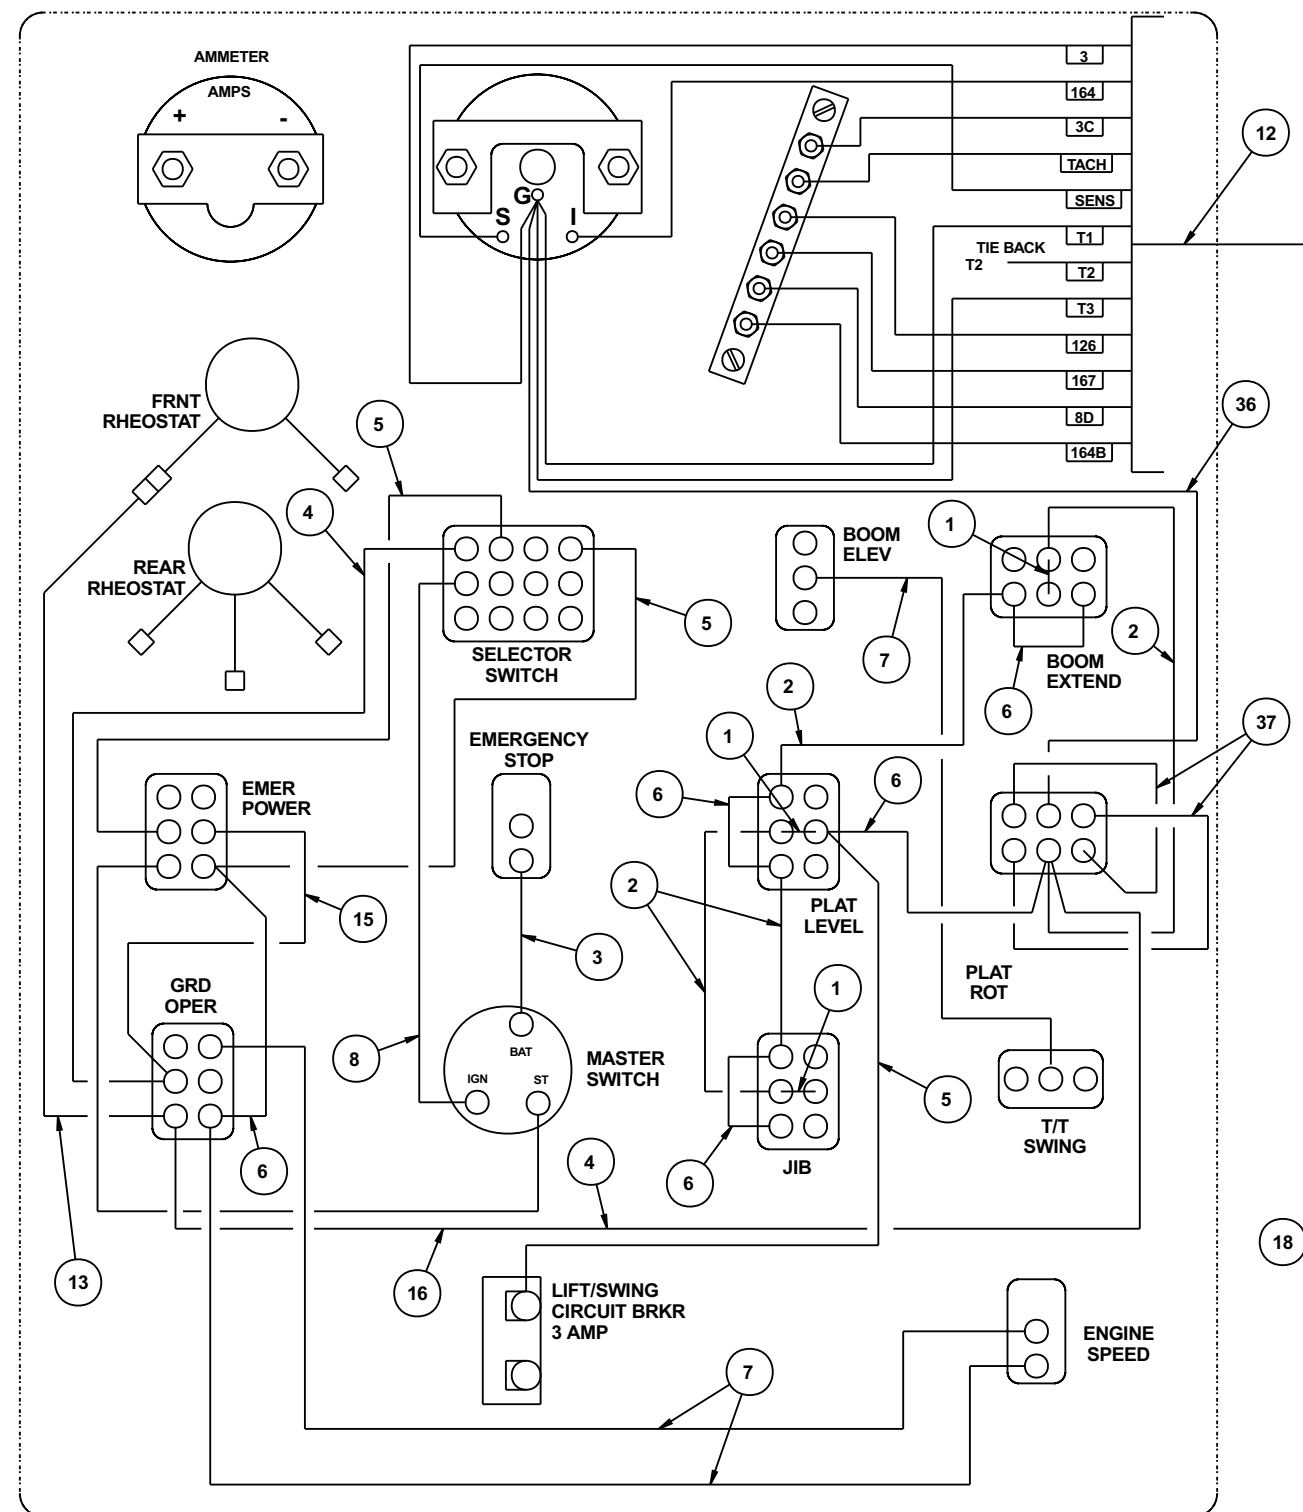 AMMETER
AMPS
+ -
G
S I
3
164
3C
TACH
SENS
T1
TIE BACK
T2
T2
T3
126
167
8D
164B
12
36
FRNT
RHEOSTAT
5
4
REAR
RHEOSTAT
SELECTOR
SWITCH
5
BOOM
ELEV
7
1
2
BOOM
EXTEND
6
2
37
EMERGENCY
STOP
1
EMER
POWER
6
6
15
2
PLAT
LEVEL
3
GRD
OPER
PLAT
ROT
1
8
BAT
IGN ST
MASTER
SWITCH
5
T/T
SWING
6
4
6
JIB
13
16
18
LIFT/SWING
CIRCUIT BRKR
3 AMP
ENGINE
SPEED
7